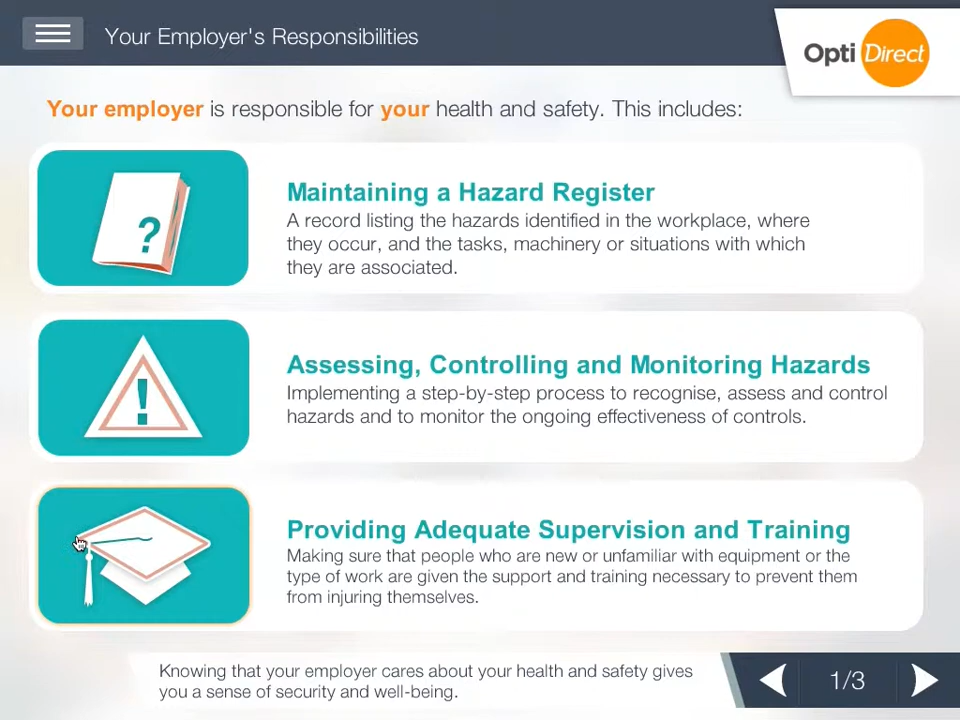 Your Employer's Responsibilities
Opti Direct
Your employer is responsible for your health and safety. This includes:
?
Maintaining a Hazard Register
A record listing the hazards identified in the workplace, where
they occur, and the tasks, machinery or situations with which
they are associated.
!
Assessing, Controlling and Monitoring Hazards
Implementing a step-by-step process to recognise, assess and control
hazards and to monitor the ongoing effectiveness of controls.
Providing Adequate Supervision and Training
Making sure that people who are new or unfamiliar with equipment or the
type of work are given the support and training necessary to prevent them
from injuring themselves.
Knowing that your employer cares about your health and safety gives
you a sense of security and well-being.
1/3